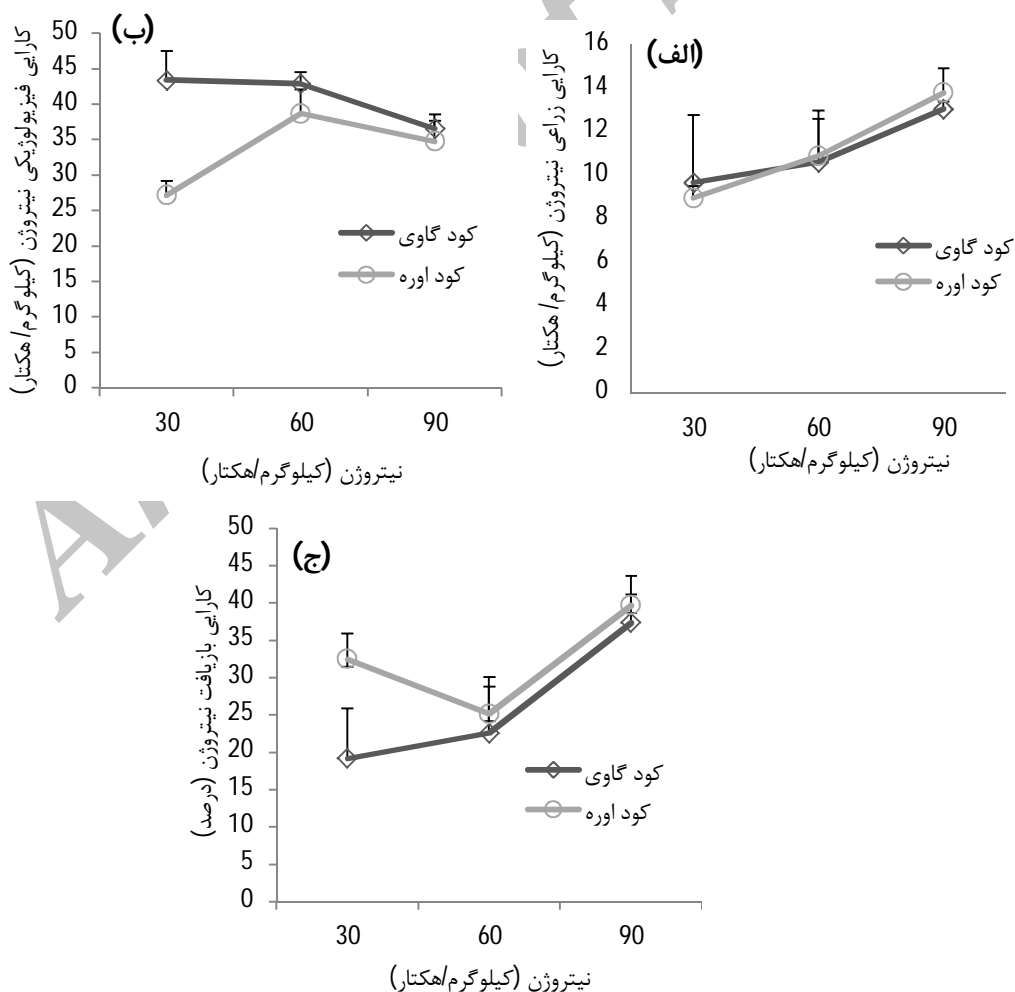 (الف)
کارایی زراعی نیتروژن (کیلوگرم/هکتار)
16
14
12
10
8
6
4
2
0
کود گاوی
کود اوره
30 60 90
نیتروژن (کیلوگرم/هکتار)
(ب)
کارایی فیزیولوژیکی نیتروژن (کیلوگرم/هکتار)
50
45
40
35
30
25
20
15
10
5
0
کود گاوی
کود اوره
30 60 90
نیتروژن (کیلوگرم/هکتار)
(ج)
کارایی بازیافت نیتروژن (درصد)
50
45
40
35
30
25
20
15
10
5
0
کود گاوی
کود اوره
30 60 90
نیتروژن (کیلوگرم/هکتار)